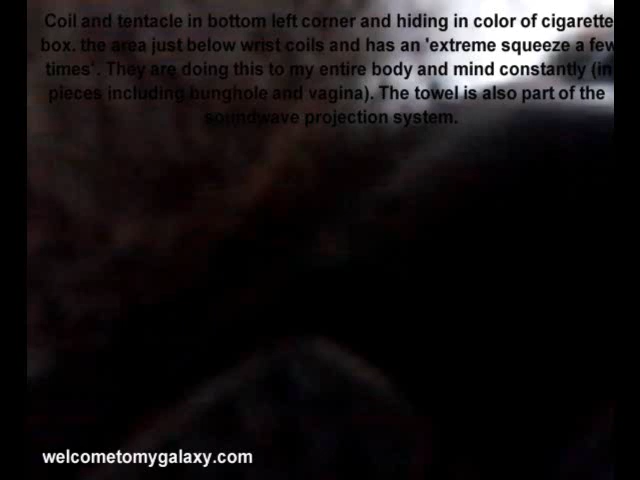 Coil and tentacle in bottom left corner and hiding in color of cigarette
box. the area just below wrist coils and has an 'extreme squeeze a few
times'. They are doing this to my entire body and mind constantly (in
pieces including bunghole and vagina). The towel is also part of the
soundwave projection system.
welcometomygalaxy.com